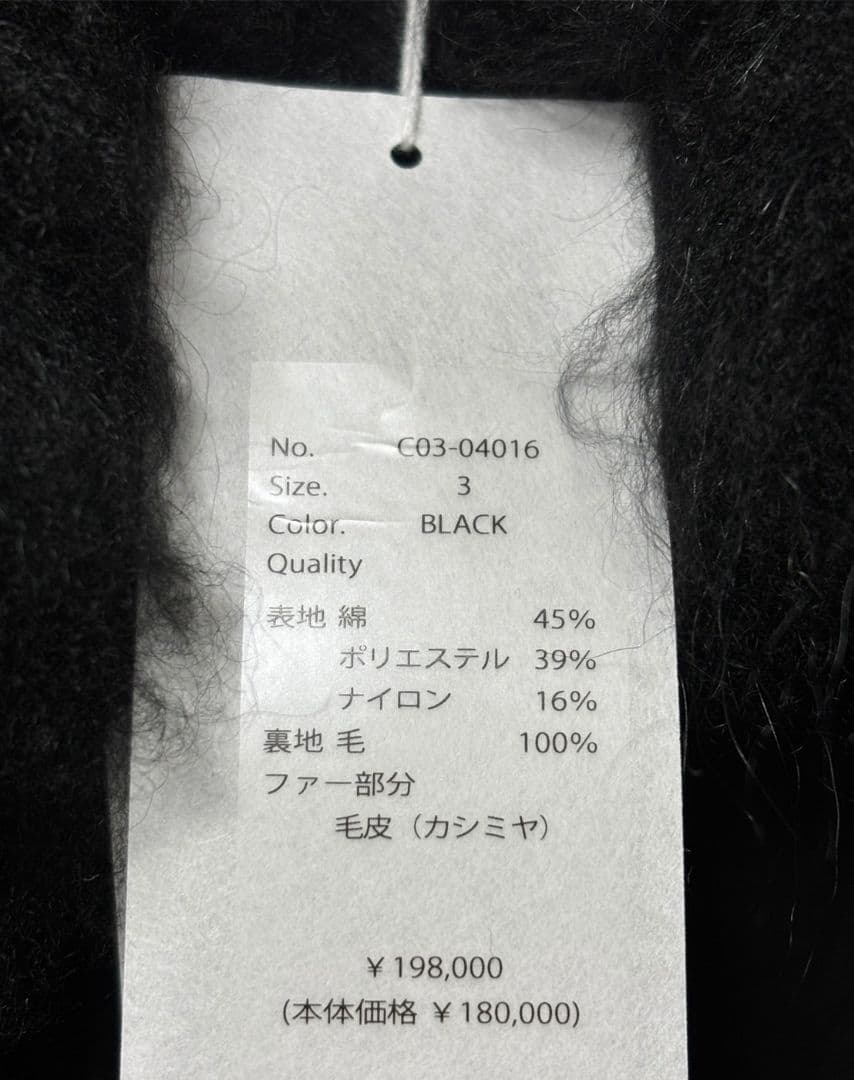 No. C03-04016
Size. 3
Color. BLACK
Quality
表地 綿 45%
ポリエステル 39%
ナイロン 16%
裏地 毛 100%
ファー部分
毛皮（カシミヤ）
￥198,000
(本体価格 ￥180,000)